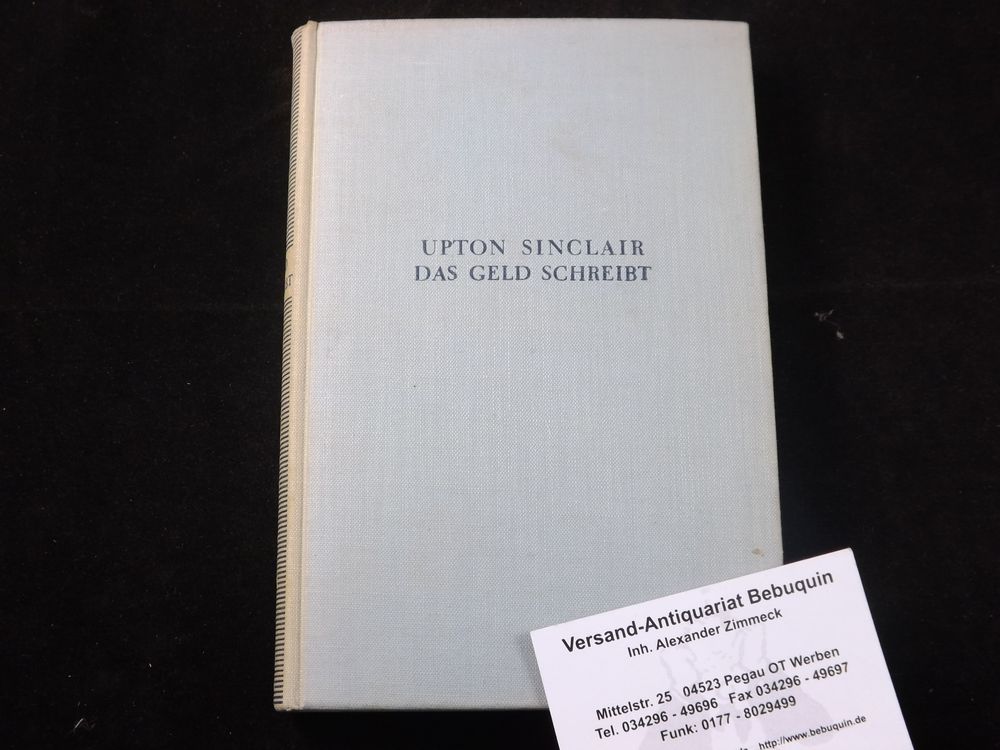 UPTON SINCLAIR
DAS GELD SCHREIBT
Versand-Antiquariat Bebuquin
Inh. Alexander Zimmeck
Mittelstr. 25 04523 Pegau OT Werben
Tel. 034296 - 49696 Fax 034296 - 49697
Funk: 0177 - 8029499
http://www.bebuquin.de